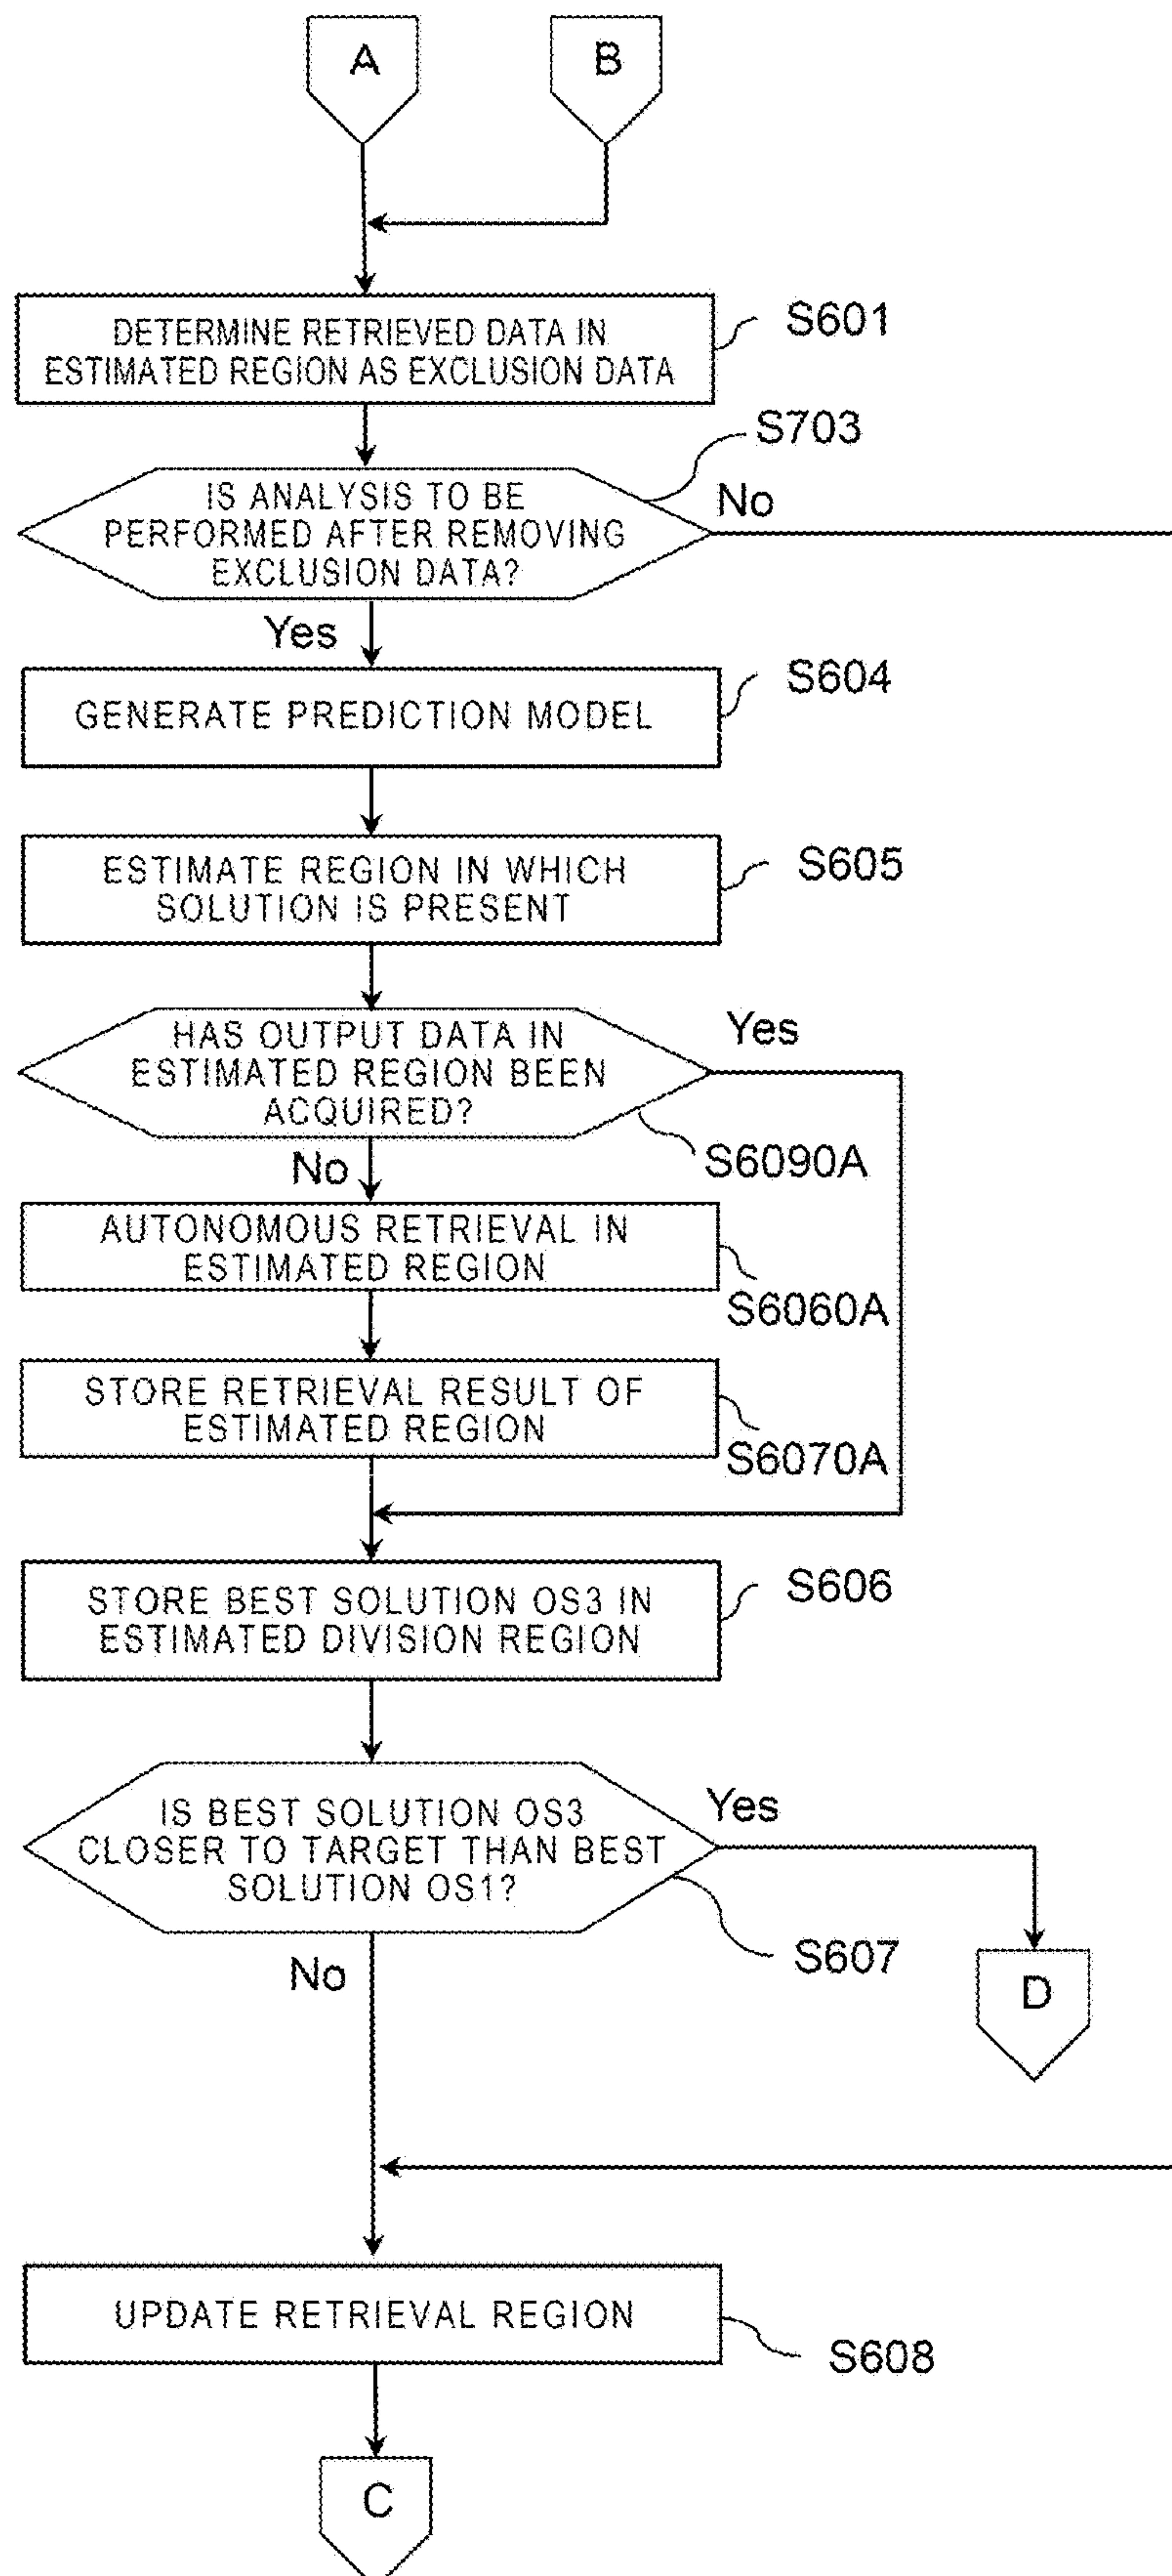 A
B
DETERMINE RETRIEVED DATA IN
ESTIMATED REGION AS EXCLUSION DATA
S601
S703
IS ANALYSIS TO BE
PERFORMED AFTER REMOVING
EXCLUSION DATA?
No
Yes
GENERATE PREDICTION MODEL
S604
ESTIMATE REGION IN WHICH
SOLUTION IS PRESENT
S605
HAS OUTPUT DATA IN
ESTIMATED REGION BEEN
ACQUIRED?
Yes
S6090A
No
AUTONOMOUS RETRIEVAL IN
ESTIMATED REGION
S6060A
STORE RETRIEVAL RESULT OF
ESTIMATED REGION
S6070A
STORE BEST SOLUTION OS3 IN
ESTIMATED DIVISION REGION
S606
IS BEST SOLUTION OS3
CLOSER TO TARGET THAN BEST
SOLUTION OS1?
Yes
S607
No
D
UPDATE RETRIEVAL REGION
S608
C